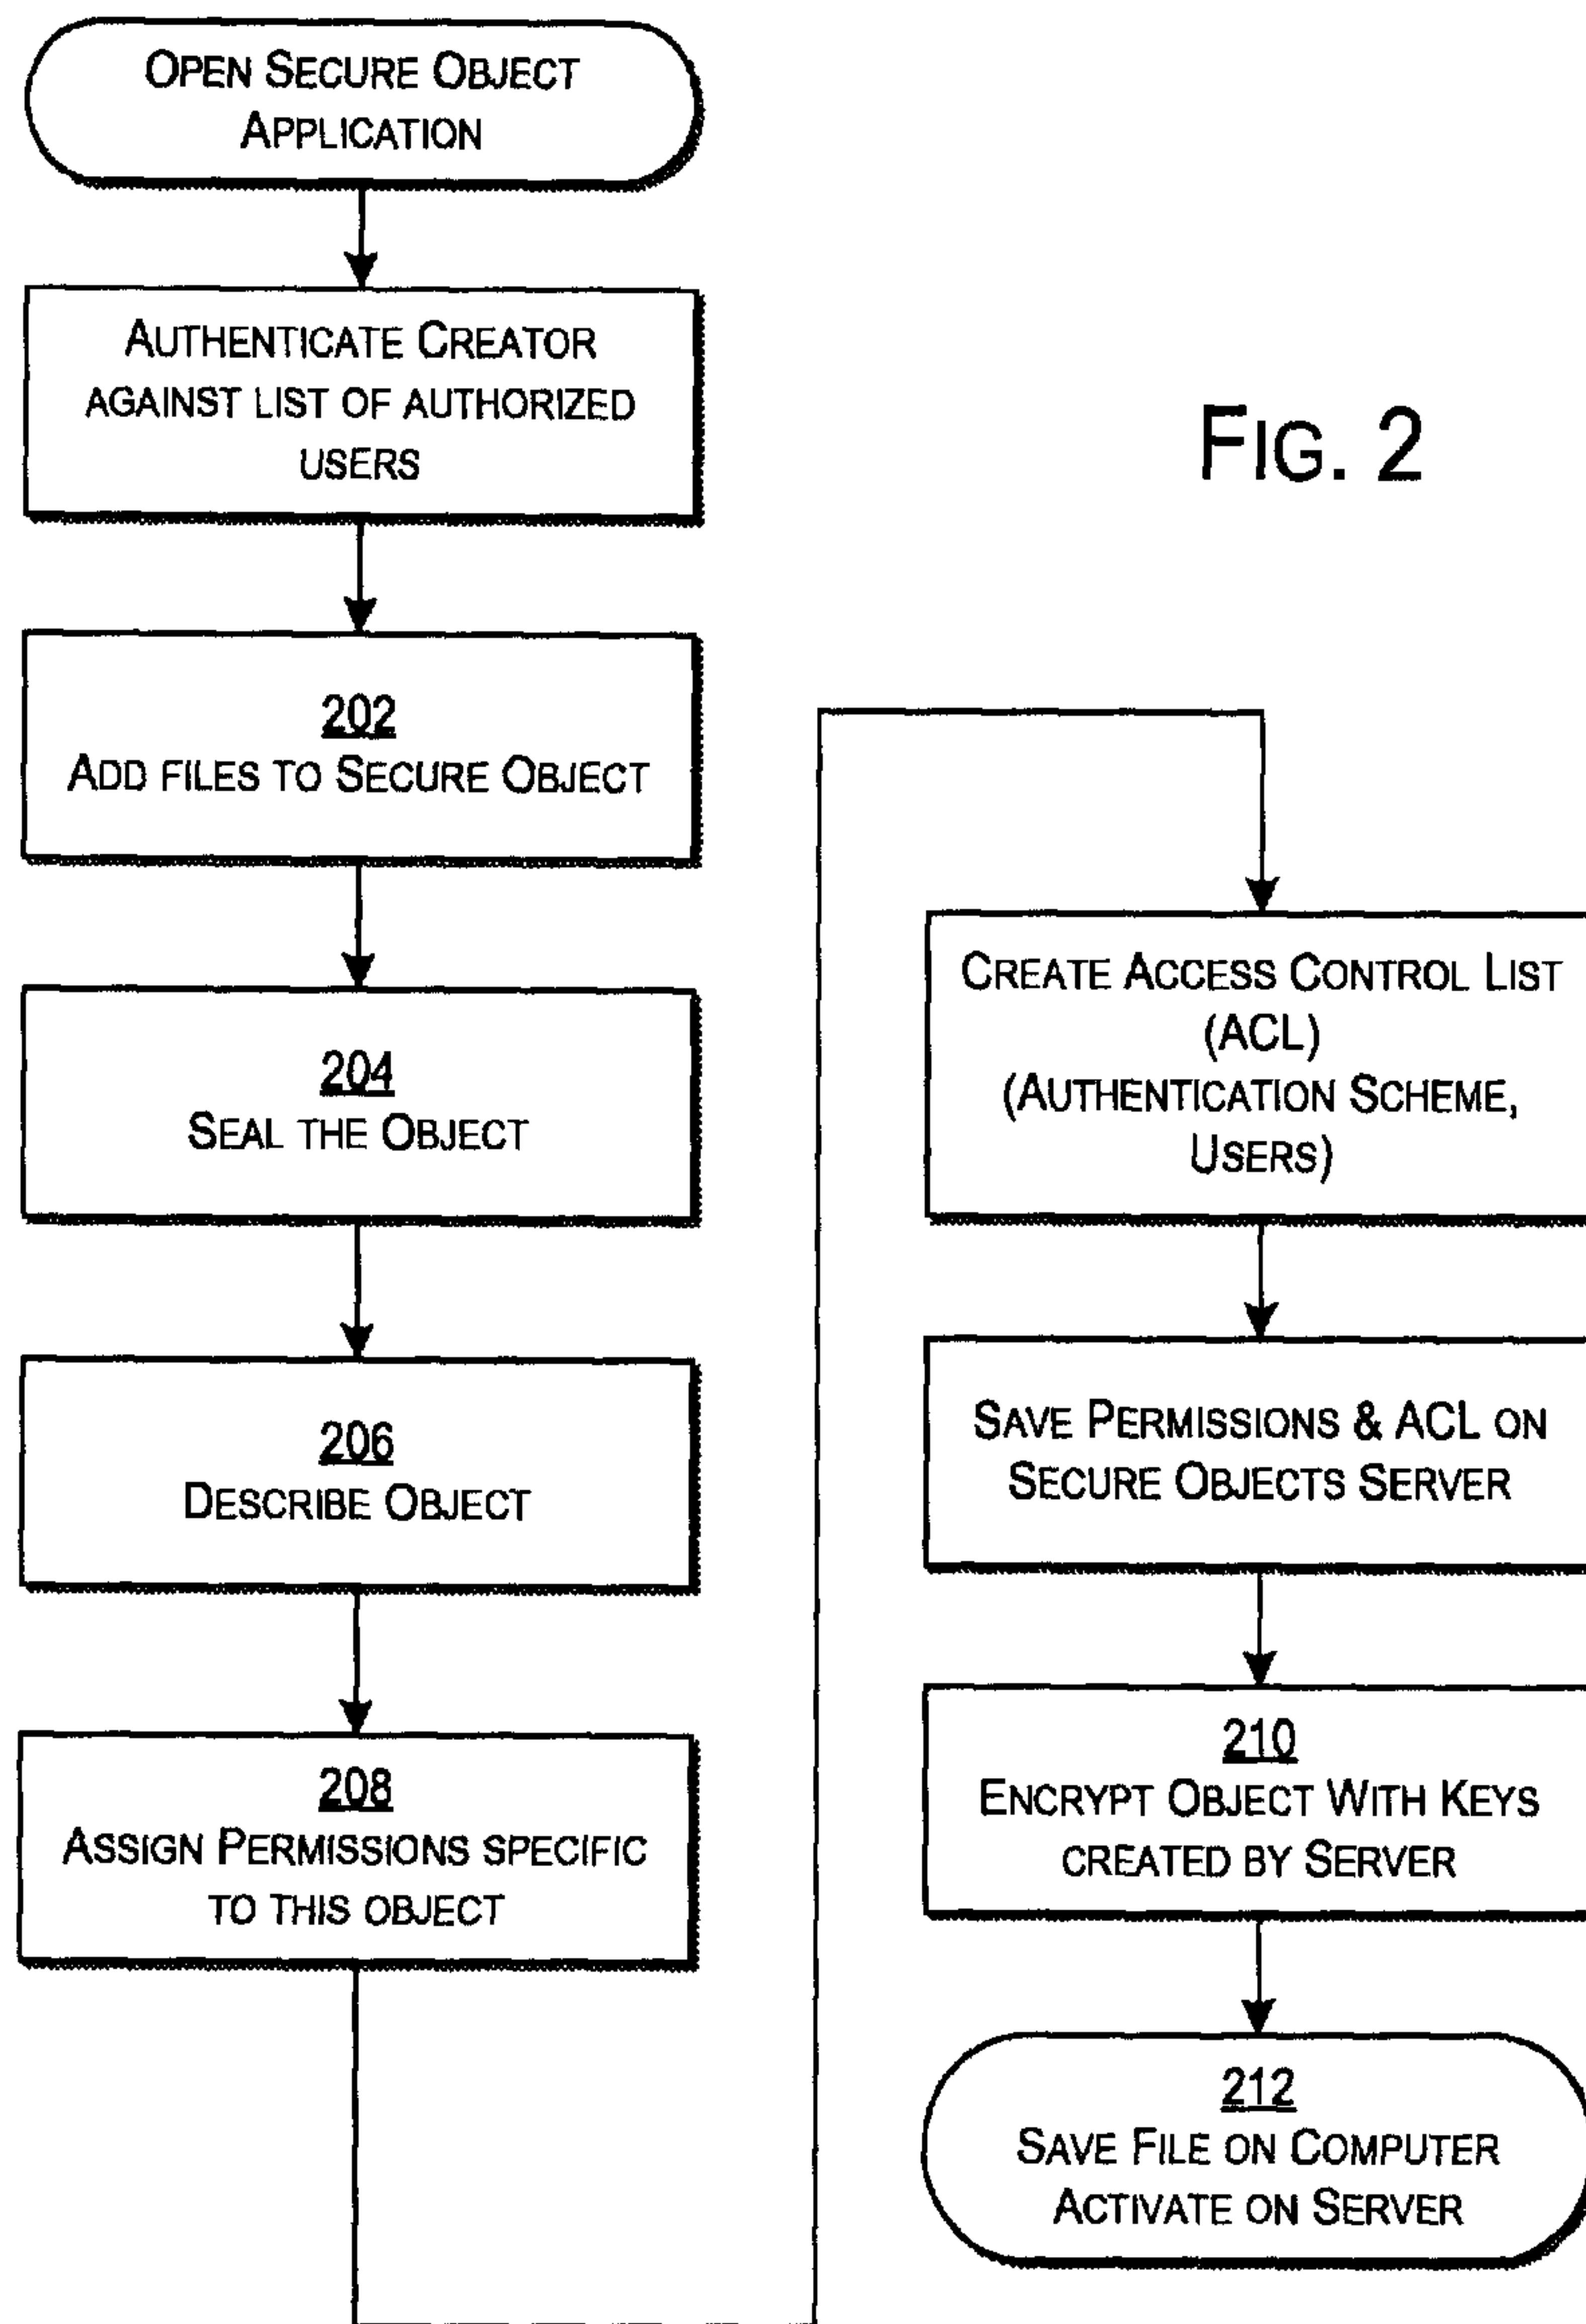 OPEN SECURE OBJECT
APPLICATION
AUTHENTICATE CREATOR
AGAINST LIST OF AUTHORIZED
USERS
202
ADD FILES TO SECURE OBJECT
204
SEAL THE OBJECT
206
DESCRIBE OBJECT
208
ASSIGN PERMISSIONS SPECIFIC
TO THIS OBJECT
FIG. 2
CREATE ACCESS CONTROL LIST
(ACL)
(AUTHENTICATION SCHEME,
USERS)
SAVE PERMISSIONS & ACL ON
SECURE OBJECTS SERVER
210
ENCRYPT OBJECT WITH KEYS
CREATED BY SERVER
212
SAVE FILE ON COMPUTER
ACTIVATE ON SERVER